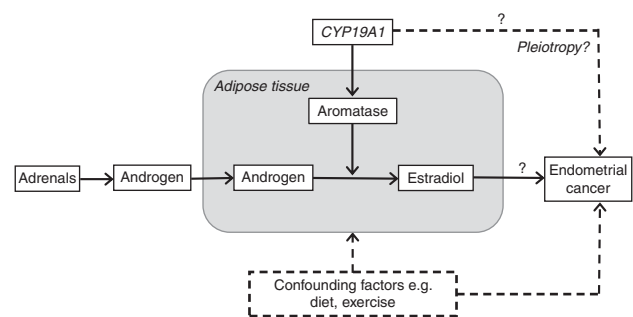 CYP19A1
?
Pleiotropy?
Adipose tissue
Aromatase
Adrenals
Androgen
Androgen
Estradiol
?
Endometrial
cancer
Confounding factors e.g.
diet, exercise